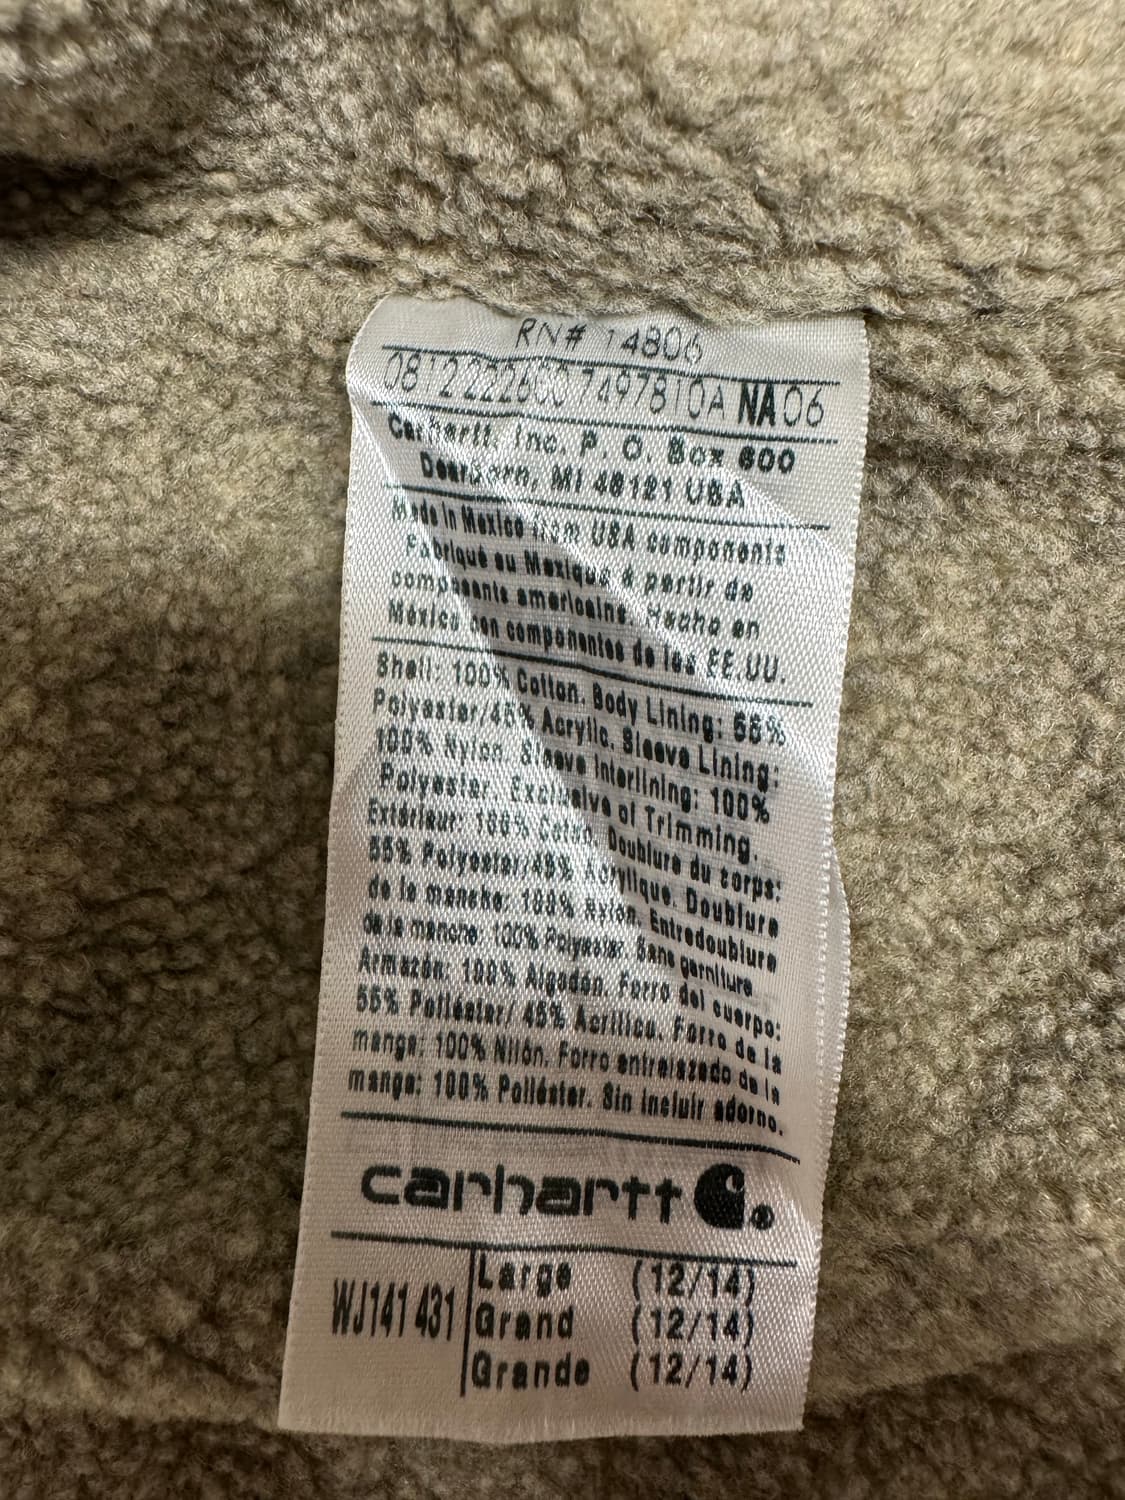 RN# 14806
0812222600 7497810A NA06
Carhartt, Inc. P. O. Box 600
Dearborn, MI 48121 USA
Made in Mexico from USA components
Fabriqué au Mexique à partir de
composants americains. Hecho en
México con componentes de los EE.UU.
Shell: 100% Cotton. Body Lining: 55%
Polyester/45% Acrylic. Sleeve Lining:
100% Nylon. Sleeve Interlining: 100%
Polyester. Exclusive of Trimming.
Extérieur: 100% Coton. Doublure du corps:
55% Polyester/45% Acrylique. Doublure
de la manche: 100% Nylon. Entredoublure
de la manche: 100% Polyester. Sans garniture
Armazón: 100% Algodón. Forro del cuerpo:
55% Poliéster/ 45% Acrílico. Forro de la
manga: 100% Nilón. Forro entrelazado de la
manga: 100% Poliéster. Sin incluir adorno.
carhartt ®
WJ141 431
Large (12/14)
Grand (12/14)
Grande (12/14)